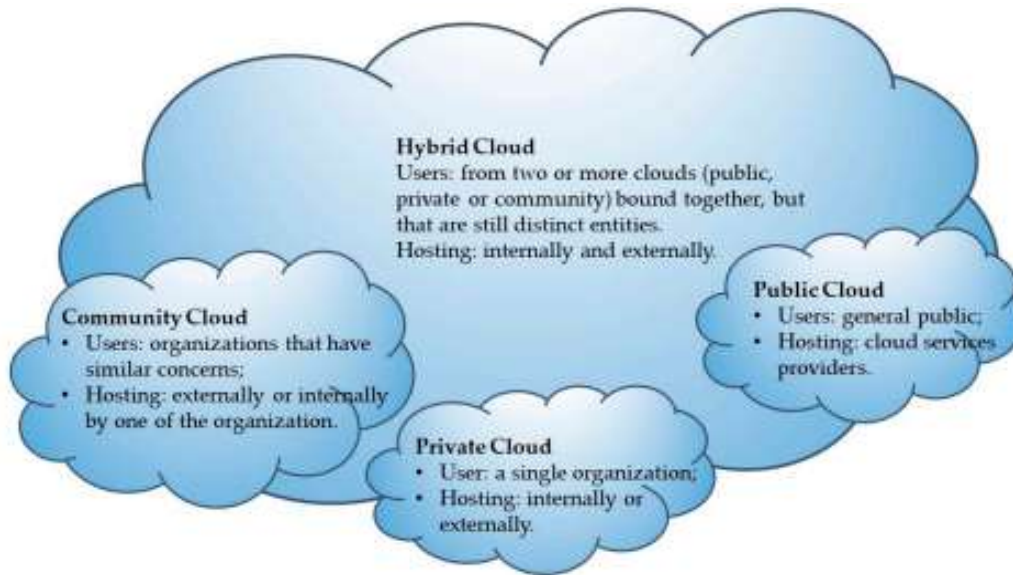 Hybrid Cloud
Users: from two or more clouds (public,
private or community) bound together, but
that are still distinct entities.
Hosting: internally and externally.
Community Cloud
• Users: organizations that have
similar concerns;
• Hosting: externally or internally
by one of the organization.
Public Cloud
• Users: general public;
• Hosting: cloud services
providers.
Private Cloud
• User: a single organization;
• Hosting: internally or
externally.